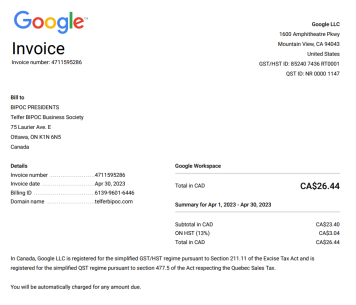 Google
Google LLC
1600 Amphitheatre Pkwy
Mountain View, CA 94043
United States
GST/HST ID: 85240 7436 RT0001
QST ID: NR 0000 1147
Invoice
Invoice number: 4711595286
Bill to
BIPOC PRESIDENTS
Telfer BIPOC Business Society
75 Laurier Ave. E
Ottawa, ON K1N 6N5
Canada
Details
Invoice number 4711595286
Invoice date Apr 30, 2023
Billing ID 6139-9601-6446
Domain name telferbipoc.com
Google Workspace
Total in CAD CA$26.44
Summary for Apr 1, 2023 - Apr 30, 2023
Subtotal in CAD CA$23.40
ON HST (13%) CA$3.04
Total in CAD CA$26.44
In Canada, Google LLC is registered for the simplified GST/HST regime pursuant to Section 211.11 of the Excise Tax Act and is
registered for the simplified QST regime pursuant to section 477.5 of the Act respecting the Quebec Sales Tax.
You will be automatically charged for any amount due.